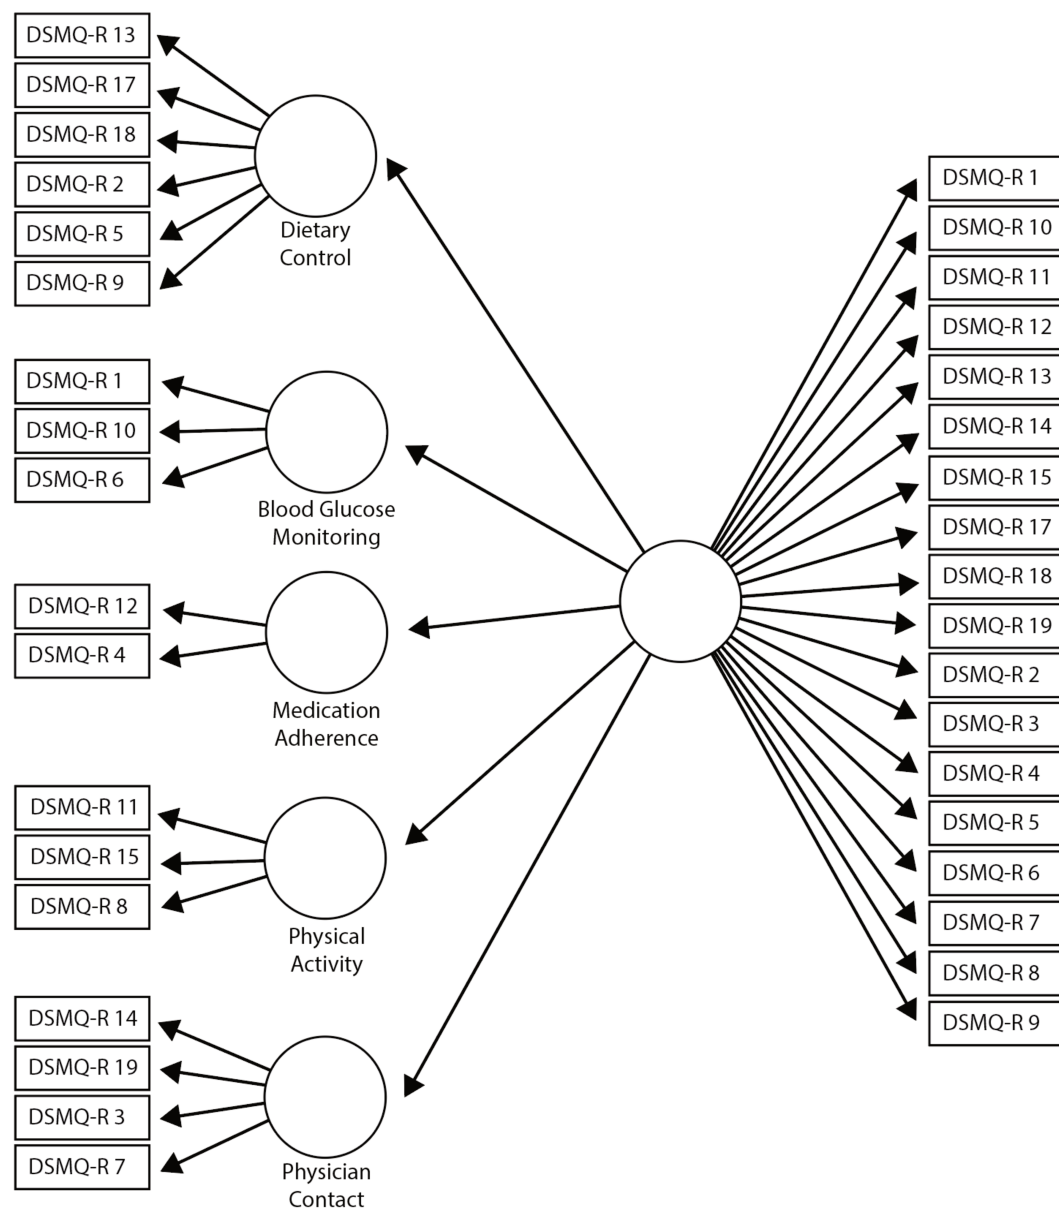 DSMQ-R 13
DSMQ-R 17
DSMQ-R 18
DSMQ-R 2
DSMQ-R 5
DSMQ-R 9
Dietary
Control
DSMQ-R 1
DSMQ-R 10
DSMQ-R 6
Blood Glucose
Monitoring
DSMQ-R 12
DSMQ-R 4
Medication
Adherence
DSMQ-R 11
DSMQ-R 15
DSMQ-R 8
Physical
Activity
DSMQ-R 14
DSMQ-R 19
DSMQ-R 3
DSMQ-R 7
Physician
Contact
DSMQ-R 1
DSMQ-R 10
DSMQ-R 11
DSMQ-R 12
DSMQ-R 13
DSMQ-R 14
DSMQ-R 15
DSMQ-R 17
DSMQ-R 18
DSMQ-R 19
DSMQ-R 2
DSMQ-R 3
DSMQ-R 4
DSMQ-R 5
DSMQ-R 6
DSMQ-R 7
DSMQ-R 8
DSMQ-R 9